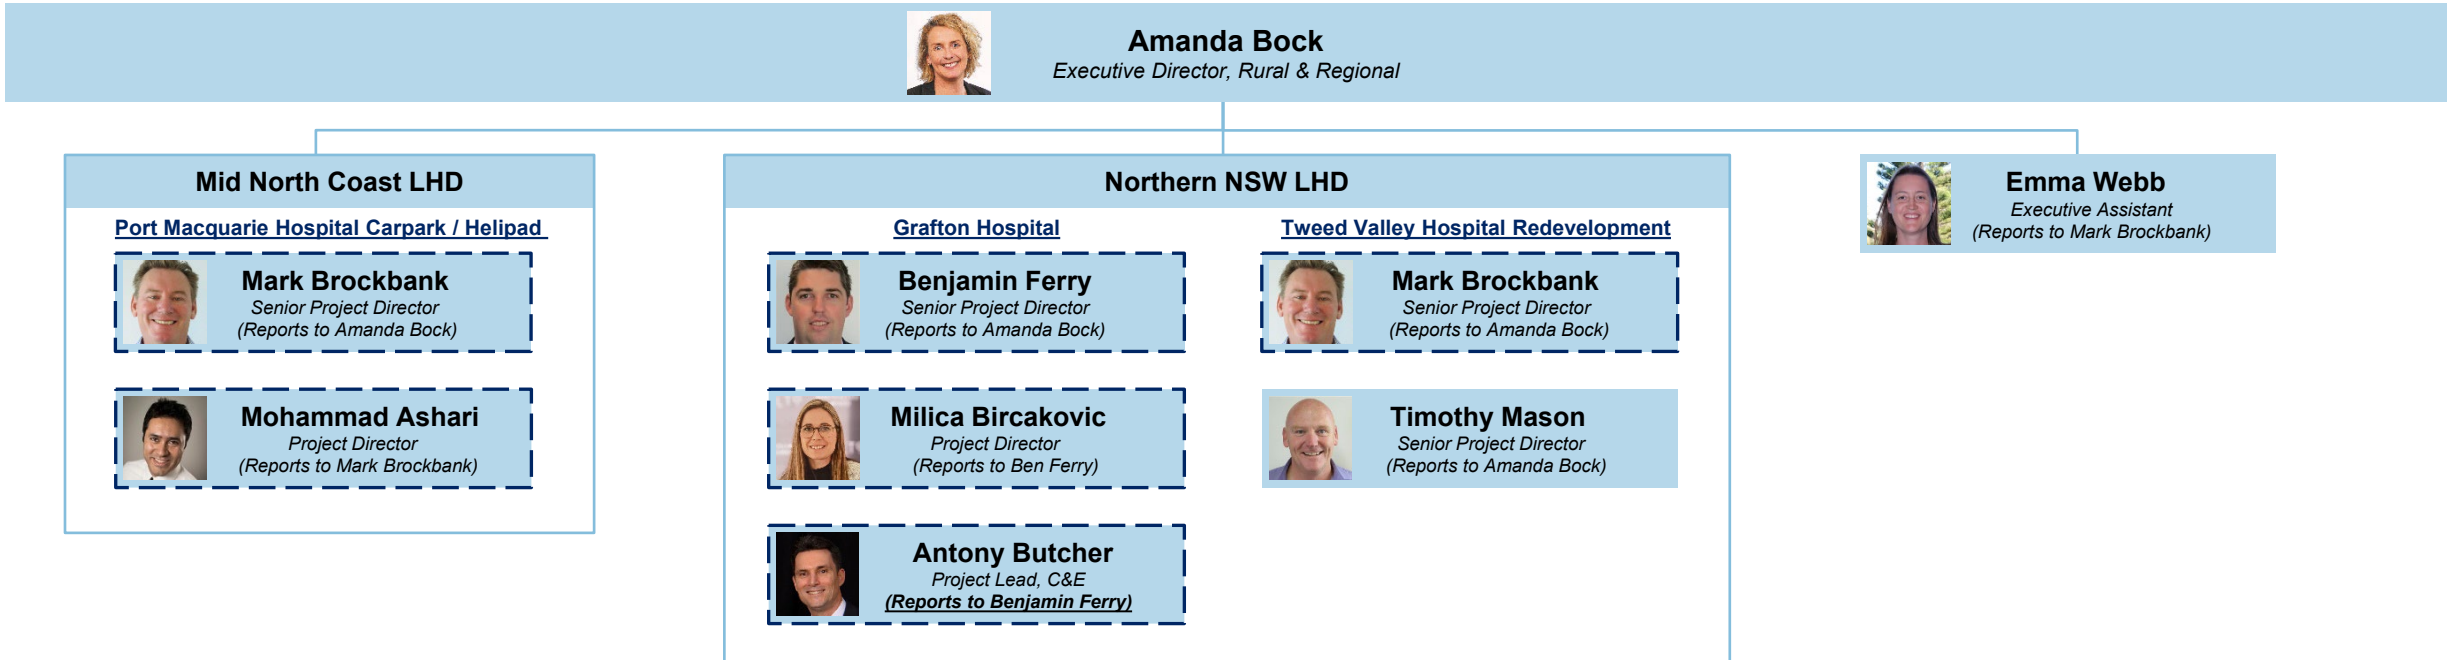 Amanda Bock
Executive Director, Rural & Regional
Mid North Coast LHD
Port Macquarie Hospital Carpark / Helipad
Mark Brockbank
Senior Project Director
(Reports to Amanda Bock)
Mohammad Ashari
Project Director
(Reports to Mark Brockbank)
Northern NSW LHD
Grafton Hospital
Benjamin Ferry
Senior Project Director
(Reports to Amanda Bock)
Milica Bircakovic
Project Director
(Reports to Ben Ferry)
Antony Butcher
Project Lead, C&E
(Reports to Benjamin Ferry)
Tweed Valley Hospital Redevelopment
Mark Brockbank
Senior Project Director
(Reports to Amanda Bock)
Timothy Mason
Senior Project Director
(Reports to Amanda Bock)
Emma Webb
Executive Assistant
(Reports to Mark Brockbank)